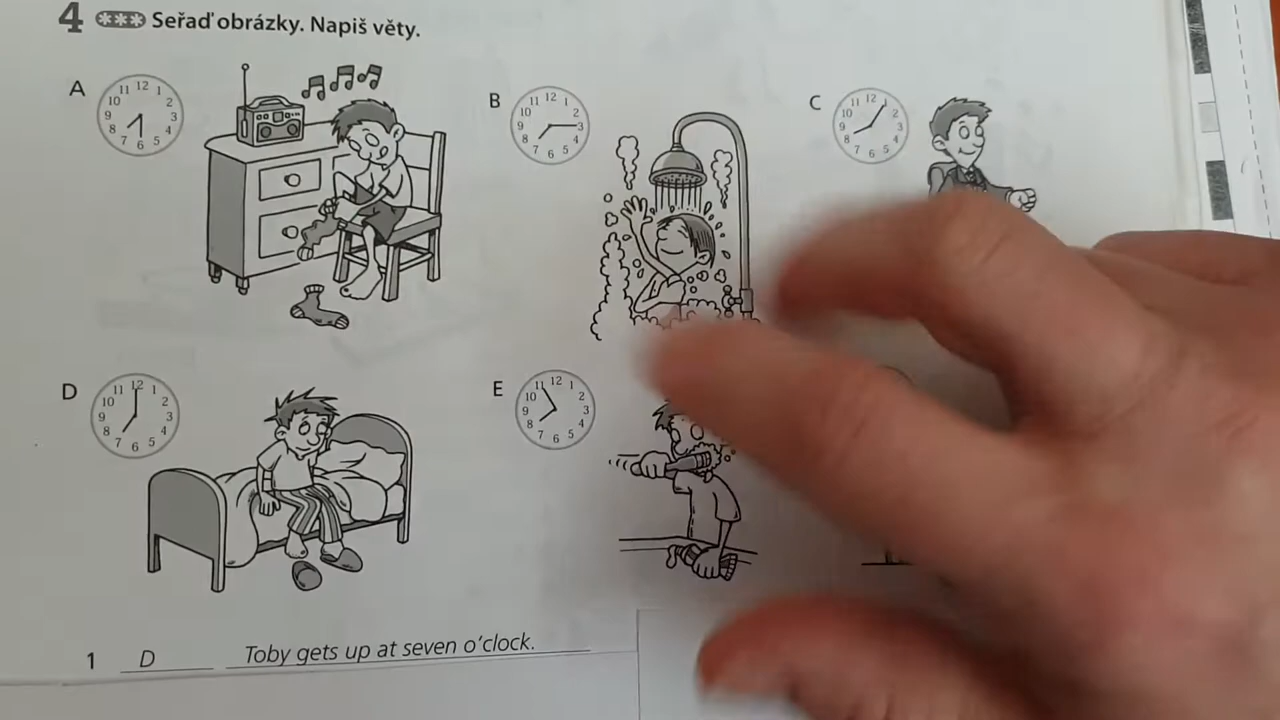 4 *** Seřaď obrázky. Napiš věty.
A
B
C
D
E
1 D Toby gets up at seven o'clock.